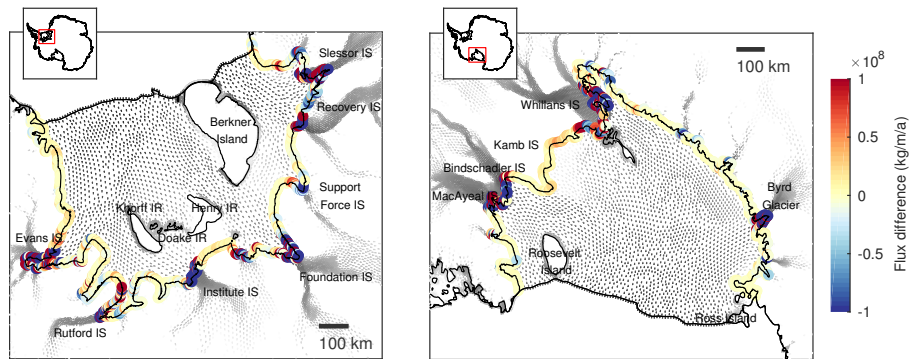 Slessor IS
Recovery IS
Berkner
Island
Support
Force IS
Korff IR
Henry IR
Doake IR
Evans IS
Foundation IS
Institute IS
Rutford IS
100 km
100 km
Whillans IS
Kamb IS
Bindschadler IS
MacAyeal IS
Byrd
Glacier
Roosevelt
Island
Ross Island
× 10⁸
1
0.5
0
-0.5
-1
Flux difference (kg/m/a)